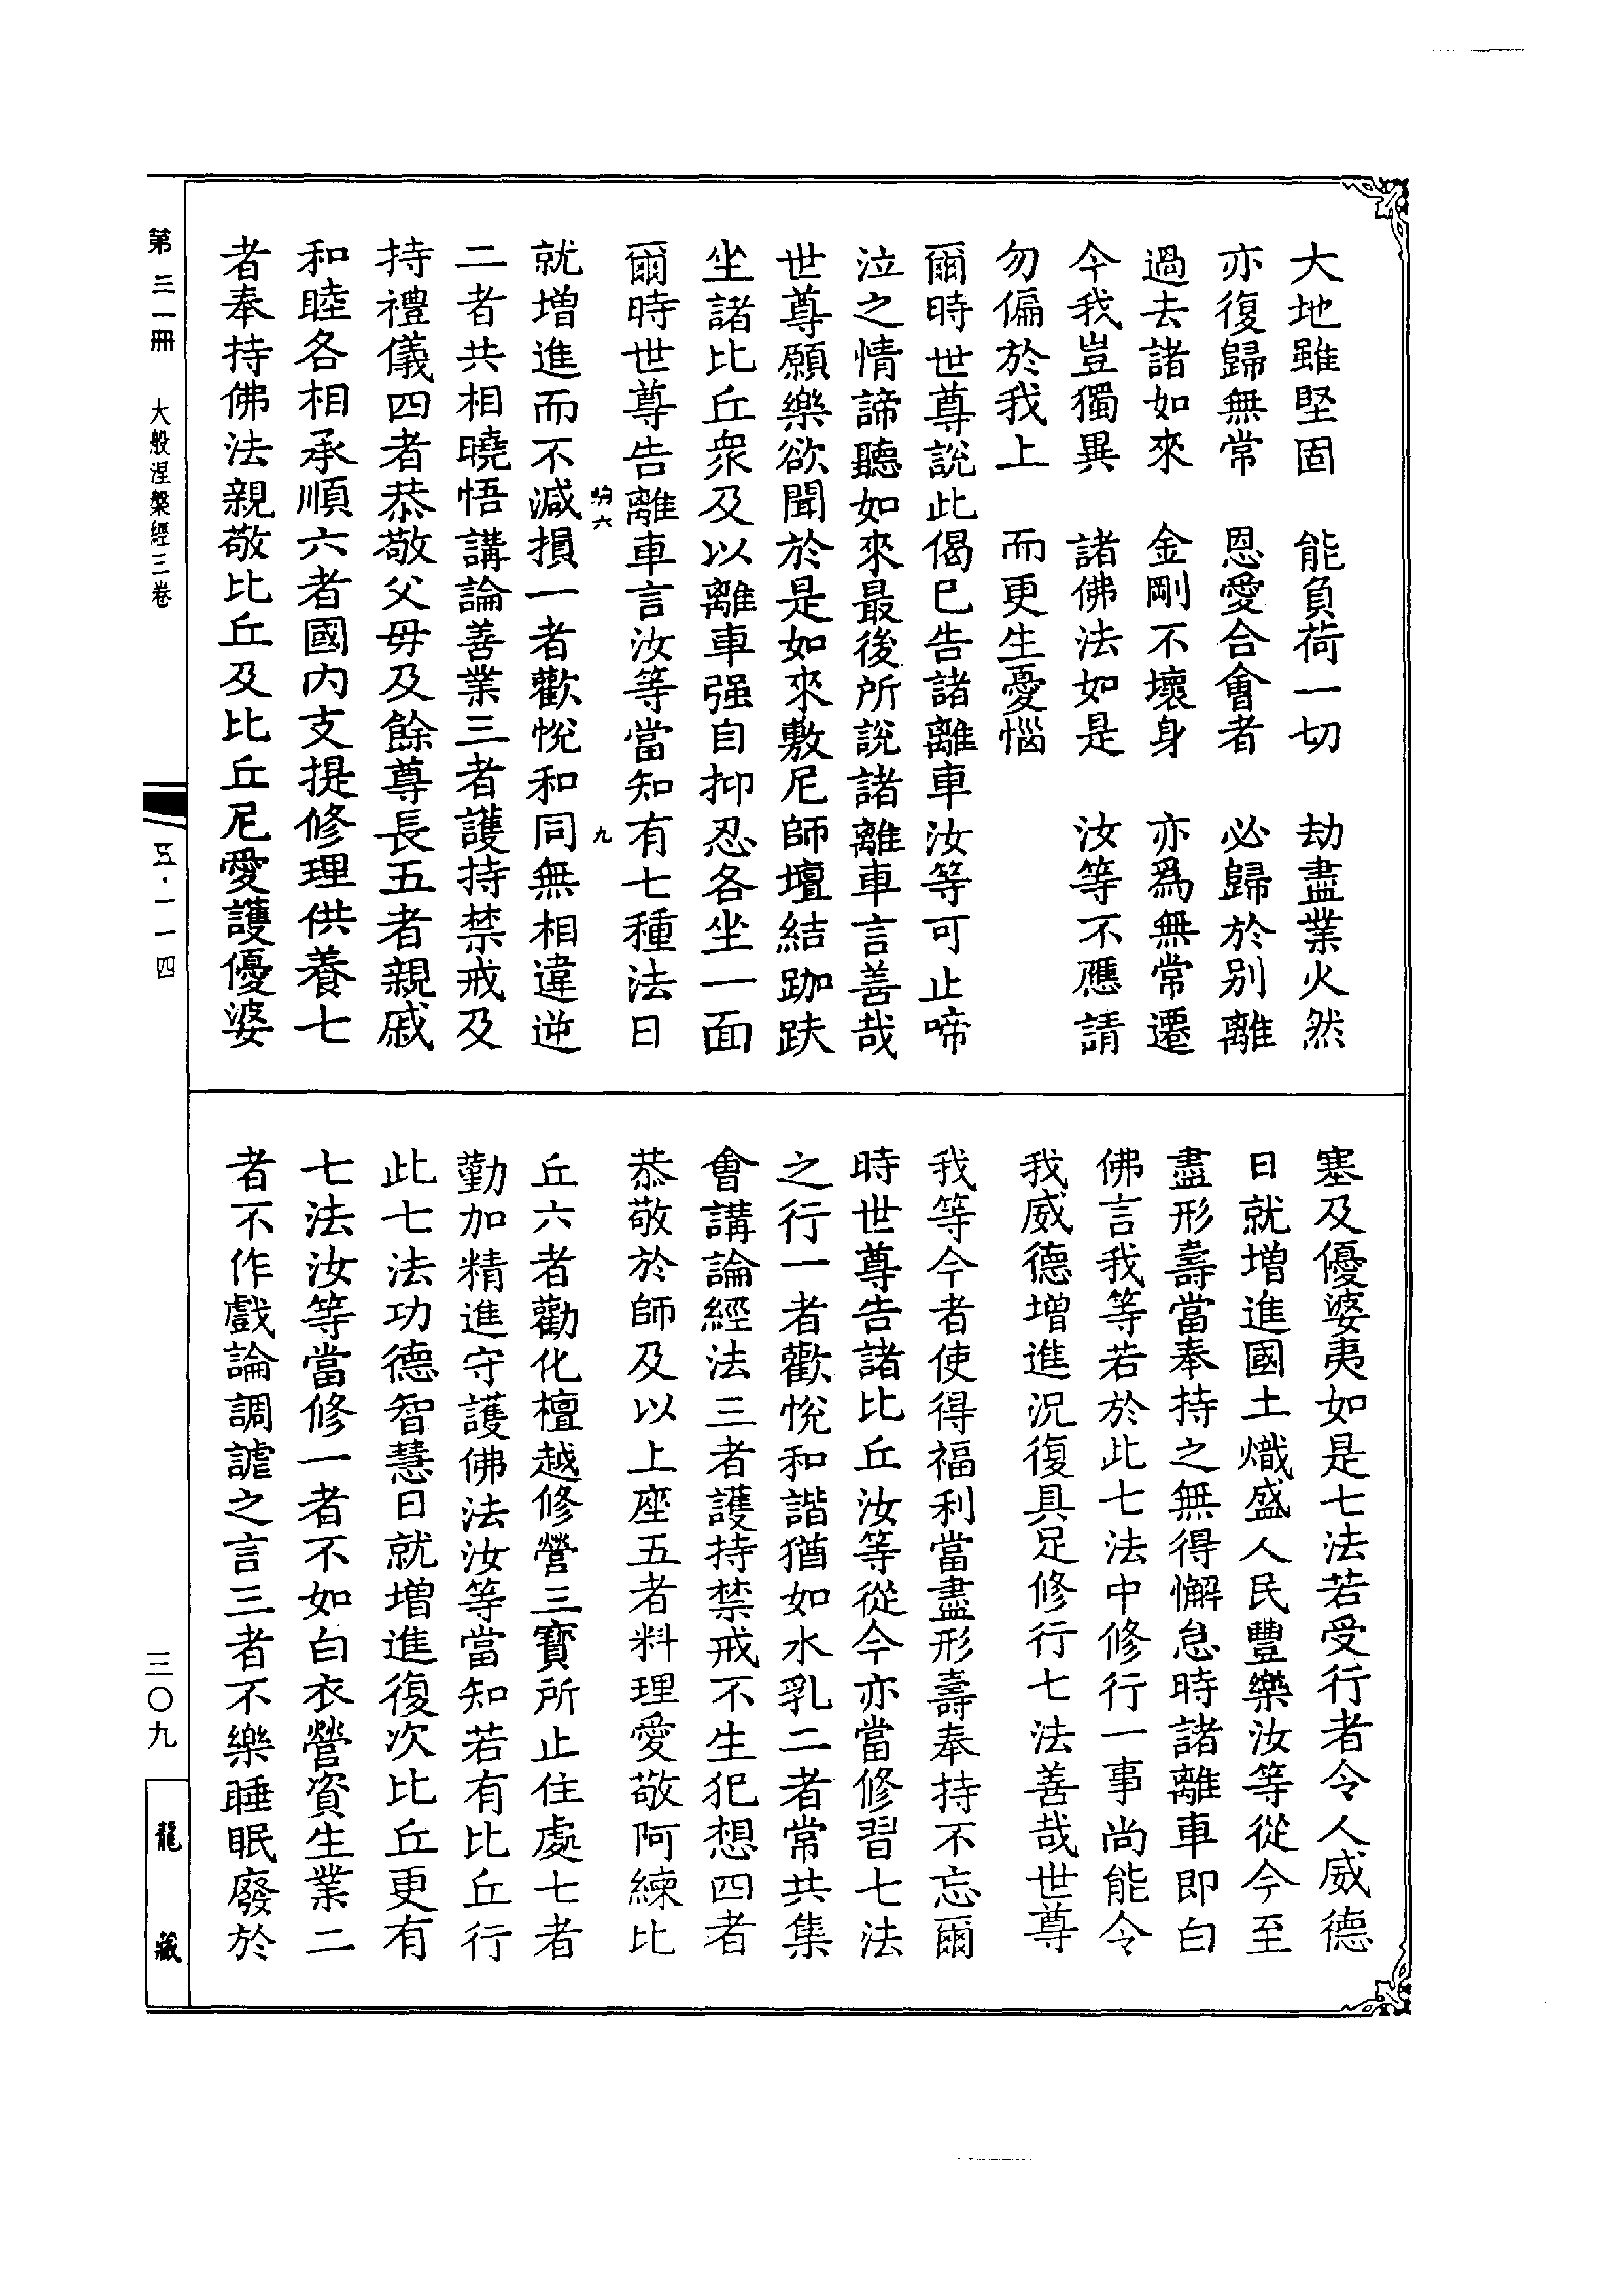 大地雖堅固　能負荷一切　劫盡業火然
亦復歸無常　恩愛合會者　必歸於別離
過去諸如來　金剛不壞身　亦爲無常遷
今我豈獨異　諸佛法如是　汝等不應請
勿偏於我上　而更生憂惱
爾時世尊說此偈已告諸離車汝等可止啼
泣之情諦聽如來最後所說諸離車言善哉
世尊願樂欲聞於是如來敷尼師壇結跏趺
坐諸比丘衆及以離車强自抑忍各坐一面
爾時世尊告離車言汝等當知有七種法日
六　九
就增進而不減損一者歡悅和同無相違逆
二者共相曉悟講論善業三者護持禁戒及
持禮儀四者恭敬父毋及餘尊長五者親戚
和睦各相承順六者國內支提修理供養七
者奉持佛法親敬比丘及比丘尼愛護優婆
塞及優婆夷如是七法若受行者令人威德
日就增進國土熾盛人民豐樂汝等從今至
盡形壽當奉持之無得懈怠時諸離車即白
佛言我等若於此七法中修行一事尚能令
我威德增進況復具足修行七法善哉世尊
我等今者使得福利當盡形壽奉持不忘爾
時世尊告諸比丘汝等從今亦當修習七法
之行一者歡悅和諧猶如水乳二者常共集
會講論經法三者護持禁戒不生犯想四者
恭敬於師及以上座五者料理愛敬阿練比
丘六者勸化檀越修營三寳所止住處七者
勤加精進守護佛法汝等當知若有比丘行
此七法功德智慧日就增進復次比丘更有
七法汝等當修一者不如白衣營資生業二
者不作戲論調謔之言三者不樂睡眠廢於
第三一冊　大般涅槃經三卷
五·一一四
三〇九
龍藏